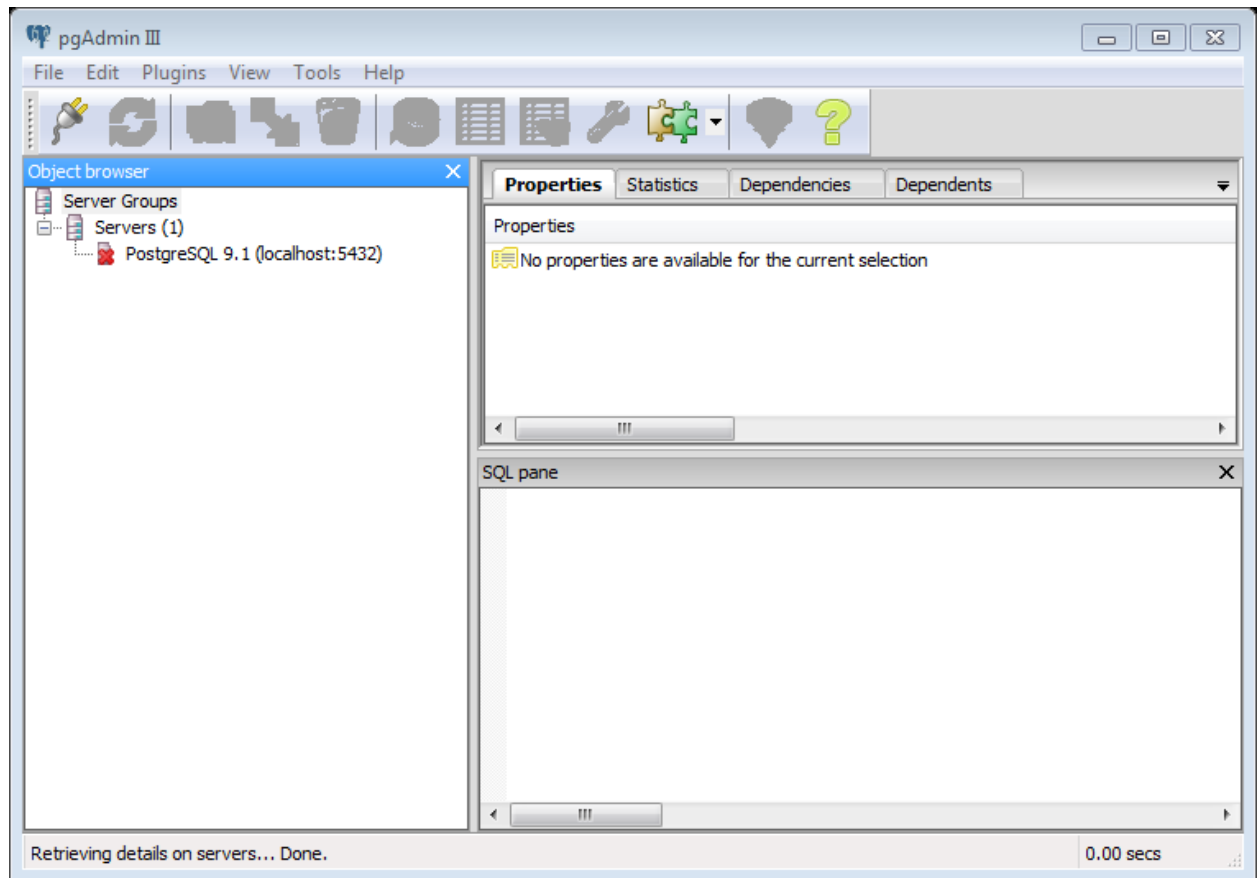 pgAdmin III
File Edit Plugins View Tools Help
Object browser
Server Groups
Servers (1)
PostgreSQL 9.1 (localhost:5432)
Properties Statistics Dependencies Dependents
Properties
No properties are available for the current selection
SQL pane
Retrieving details on servers... Done. 0.00 secs